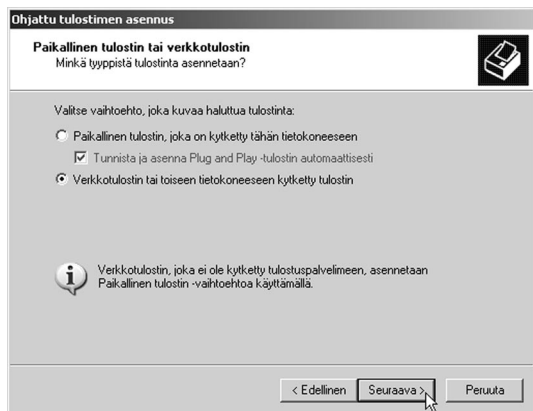 Ohjattu tulostimen asennus
Paikallinen tulostin tai verkkotulostin
Minkä tyyppistä tulostinta asennetaan?
Valitse vaihtoehto, joka kuvaa haluttua tulostinta:
Paikallinen tulostin, joka on kytketty tähän tietokoneeseen
Tunnista ja asenna Plug and Play -tulostin automaattisesti
Verkkotulostin tai toiseen tietokoneeseen kytketty tulostin
Verkkotulostin, joka ei ole kytketty tulostuspalvelimeen, asennetaan
Paikallinen tulostin -vaihtoehtoa käyttämällä.
< Edellinen
Seuraava >
Peruuta